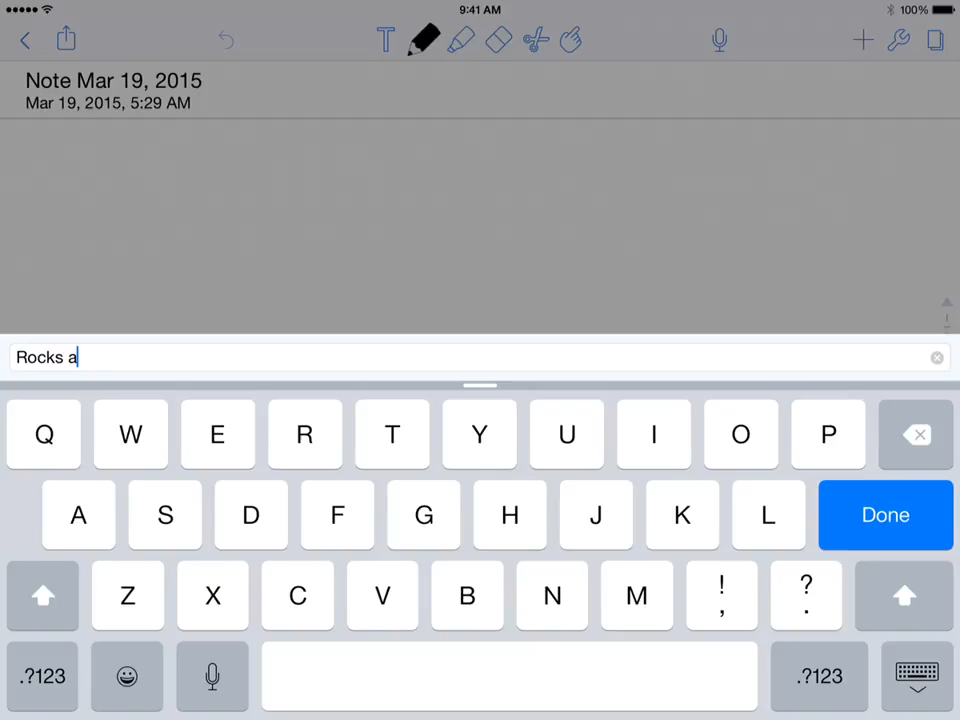 9:41 AM
100%
T
Note Mar 19, 2015
Mar 19, 2015, 5:29 AM
Rocks a
Q W E R T Y U I O P
A S D F G H J K L Done
Z X C V B N M ! , ? .
.?123 .?123